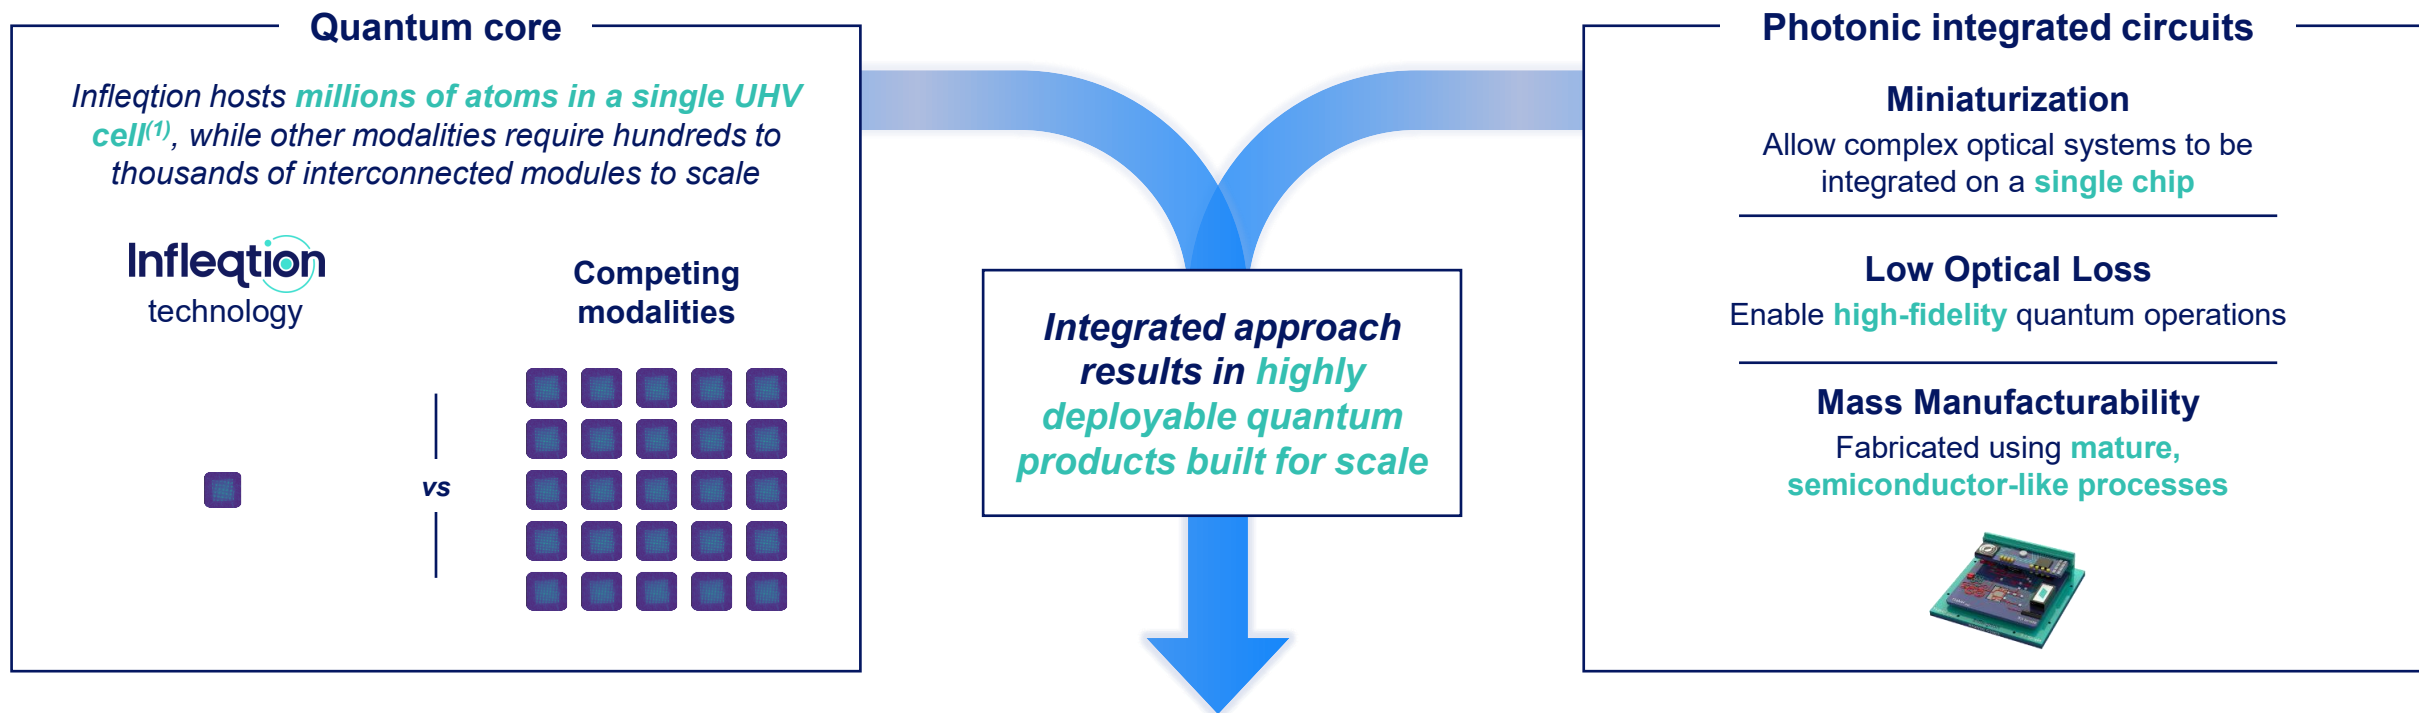 Quantum core
Infleqtion hosts millions of atoms in a single UHV
cell(1), while other modalities require hundreds to
thousands of interconnected modules to scale
Infleqtion
technology
Competing
modalities
vs
Integrated approach
results in highly
deployable quantum
products built for scale
Photonic integrated circuits
Miniaturization
Allow complex optical systems to be
integrated on a single chip
Low Optical Loss
Enable high-fidelity quantum operations
Mass Manufacturability
Fabricated using mature,
semiconductor-like processes